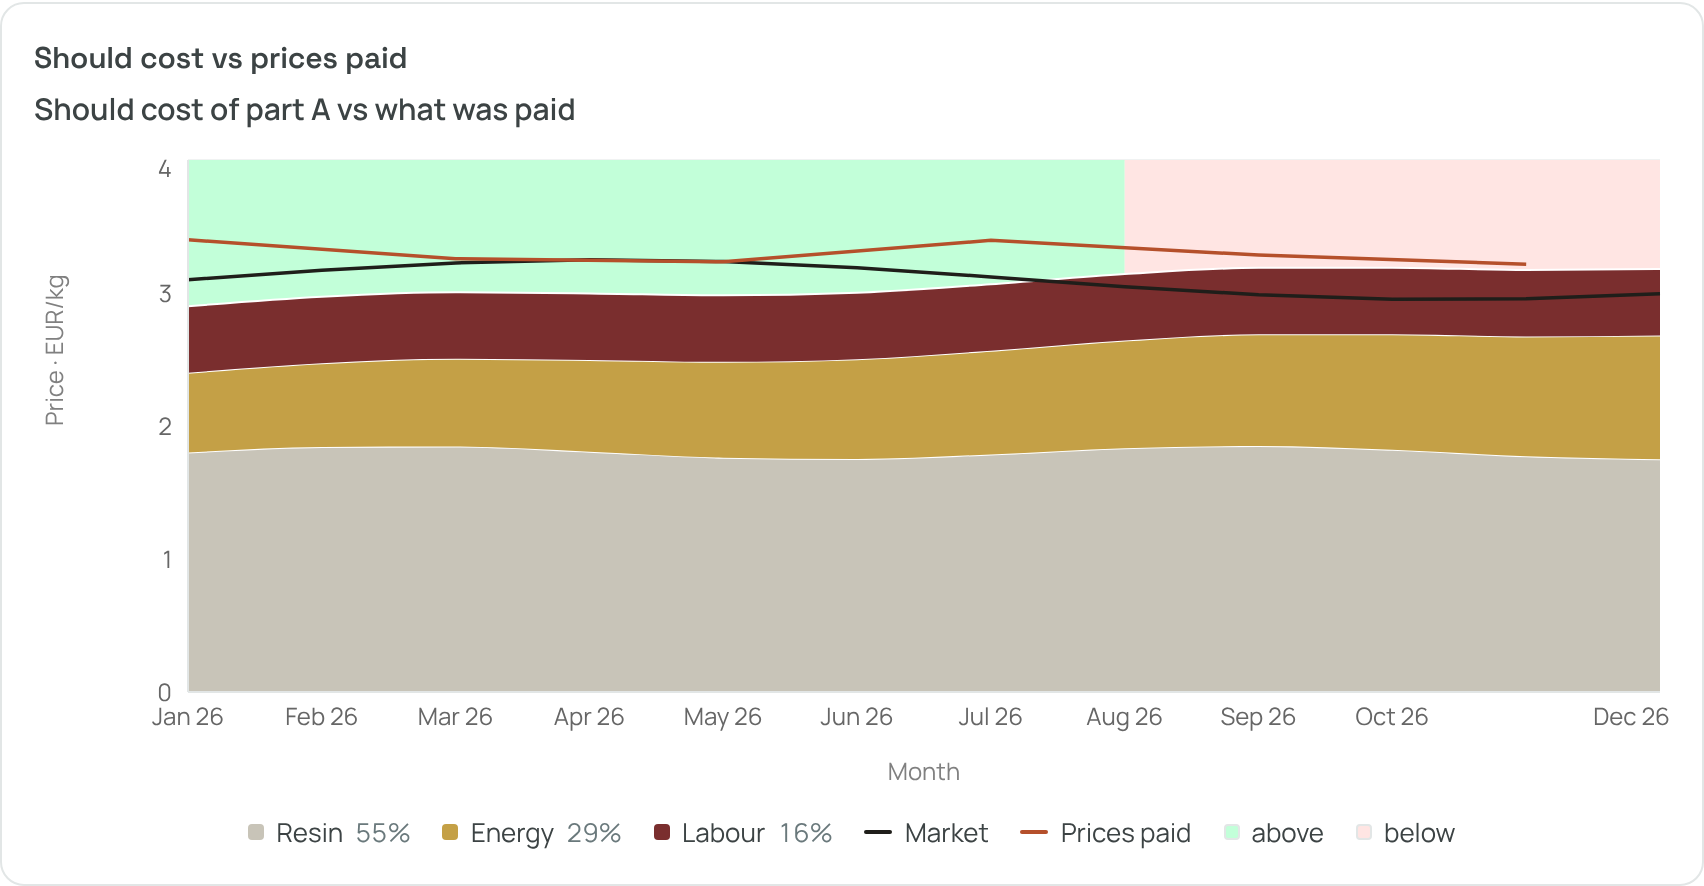 Should cost vs prices paid
Should cost of part A vs what was paid
Price · EUR/kg
4
3
2
1
0
Jan 26 Feb 26 Mar 26 Apr 26 May 26 Jun 26 Jul 26 Aug 26 Sep 26 Oct 26 Dec 26
Month
Resin 55% Energy 29% Labour 16% Market Prices paid above below